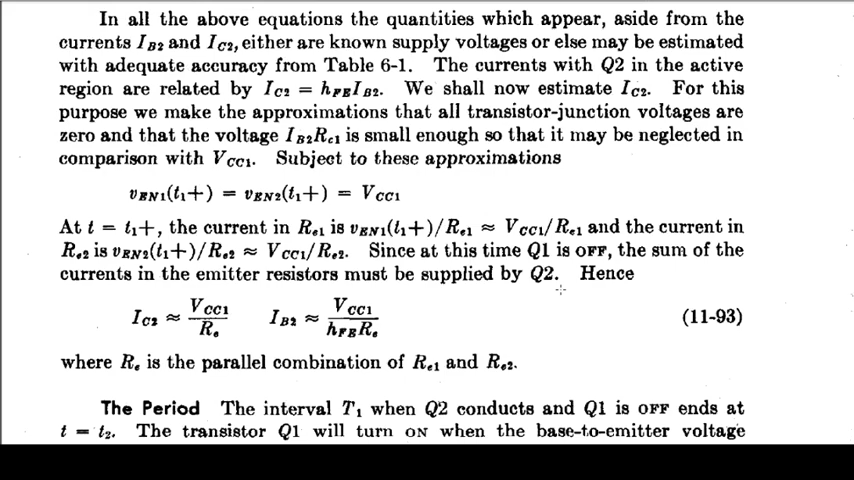 In all the above equations the quantities which appear, aside from the
currents I_B2 and I_C2, either are known supply voltages or else may be estimated
with adequate accuracy from Table 6-1. The currents with Q2 in the active
region are related by I_C2 = h_FE I_B2. We shall now estimate I_C2. For this
purpose we make the approximations that all transistor-junction voltages are
zero and that the voltage I_B2 R_c1 is small enough so that it may be neglected in
comparison with V_CC1. Subject to these approximations
v_EN1(t₁+) = v_EN2(t₁+) = V_CC1
At t = t₁+, the current in R_e1 is v_EN1(t₁+)/R_e1 ≈ V_CC1/R_e1 and the current in
R_e2 is v_EN2(t₁+)/R_e2 ≈ V_CC1/R_e2. Since at this time Q1 is OFF, the sum of the
currents in the emitter resistors must be supplied by Q2. Hence
I_C2 ≈ V_CC1/R_e I_B2 ≈ V_CC1/(h_FE R_e) (11-93)
where R_e is the parallel combination of R_e1 and R_e2.
The Period The interval T₁ when Q2 conducts and Q1 is OFF ends at
t = t₂. The transistor Q1 will turn ON when the base-to-emitter voltage